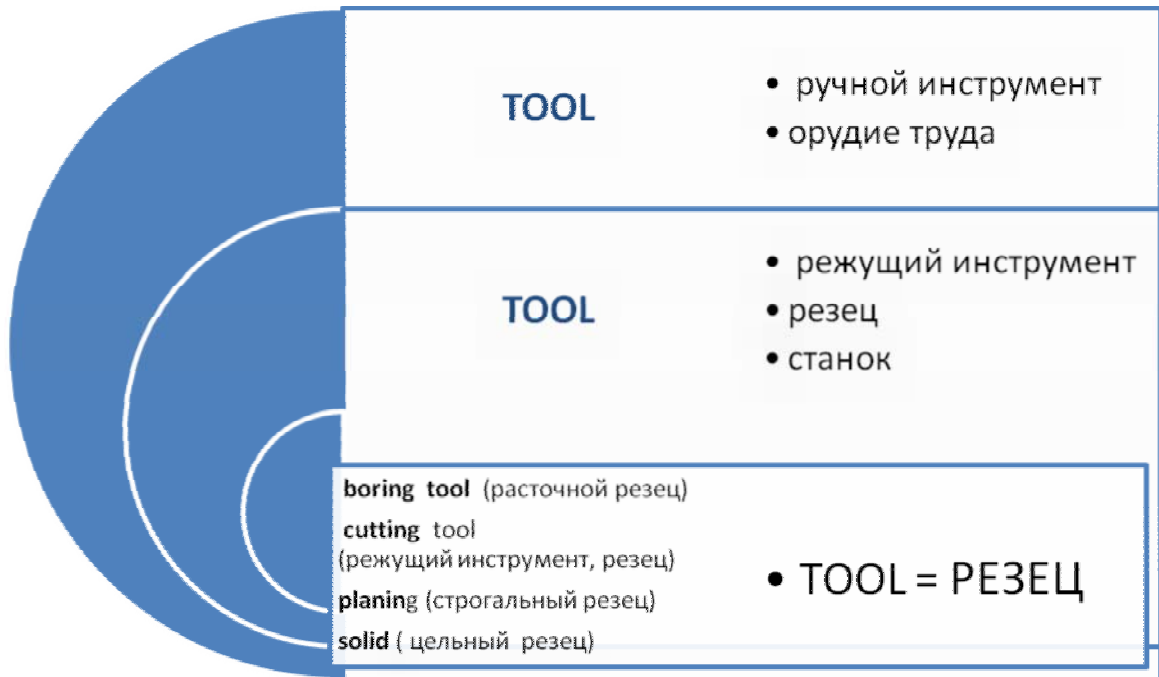 TOOL
• ручной инструмент
• орудие труда
TOOL
• режущий инструмент
• резец
• станок
boring tool (расточной резец)
cutting tool
(режущий инструмент, резец)
planing (строгальный резец)
solid ( цельный резец)
• TOOL = РЕЗЕЦ